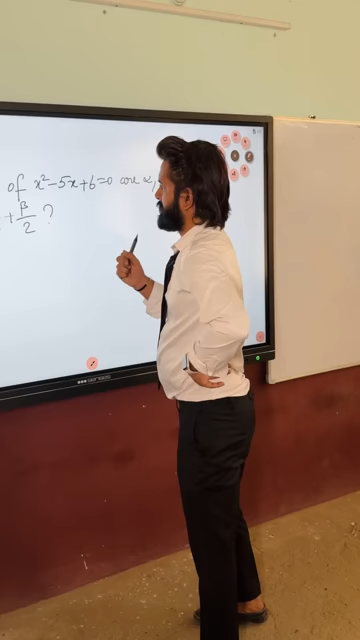 of x² - 5x + 6 = 0 are α,
+ β/2 ?